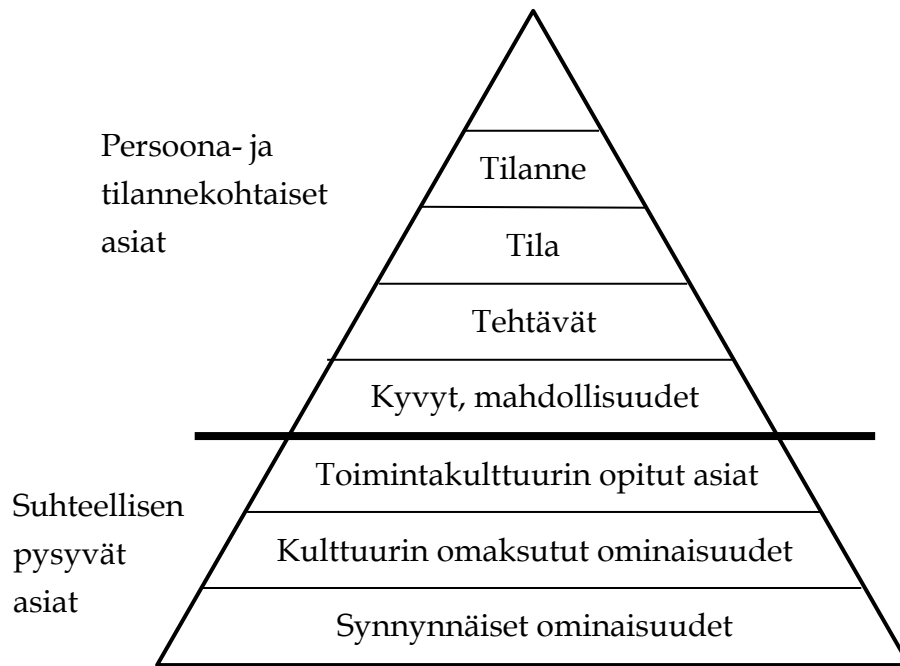 Persoona- ja
tilannekohtaiset
asiat
Tilanne
Tila
Tehtävät
Kyvyt, mahdollisuudet
Suhteellisen
pysyvät
asiat
Toimintakulttuurin opitut asiat
Kulttuurin omaksutut ominaisuudet
Synnynnäiset ominaisuudet